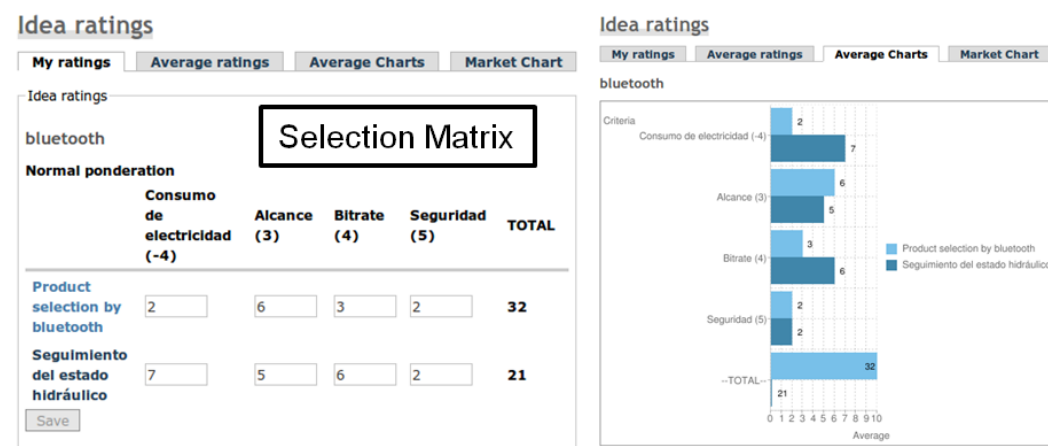 Idea ratings
My ratings Average ratings Average Charts Market Chart
Idea ratings
bluetooth
Selection Matrix
Normal ponderation
Consumo
de
electricidad
(-4)
Alcance
(3)
Bitrate
(4)
Seguridad
(5)
TOTAL
Product
selection by
bluetooth
2 6 3 2 32
Seguimiento
del estado
hidráulico
7 5 6 2 21
Save
Idea ratings
My ratings Average ratings Average Charts Market Chart
bluetooth
Criteria
Consumo de electricidad (-4)
2
7
Alcance (3)
6
5
Bitrate (4)
3
6
Seguridad (5)
2
2
--TOTAL--
32
21
0 1 2 3 4 5 6 7 8 9 10
Average
Product selection by bluetooth
Seguimiento del estado hidráulico